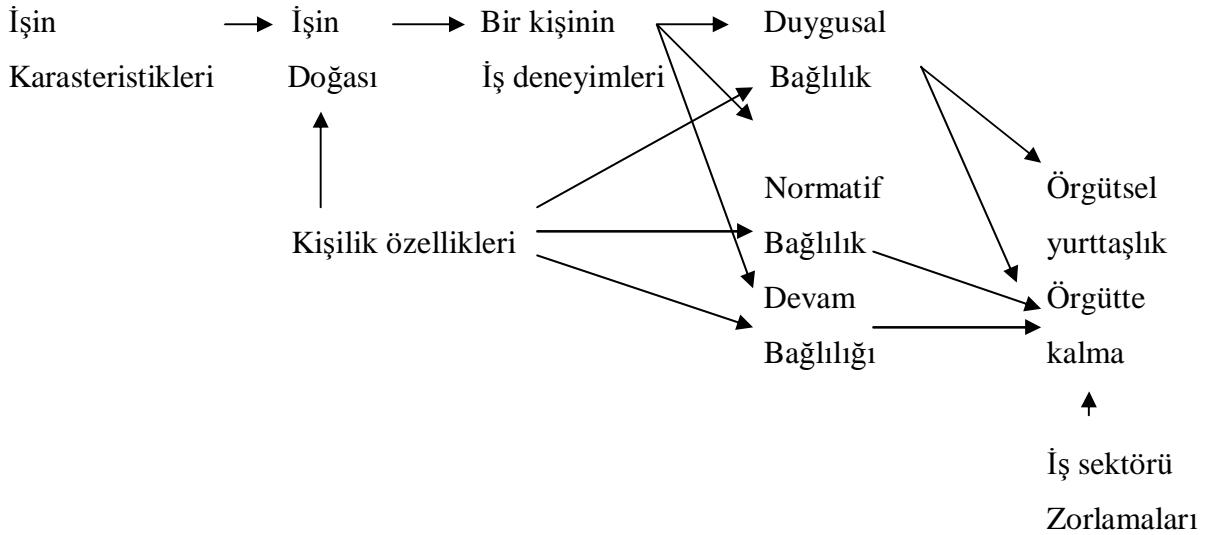 İşin
Karasteristikleri
İşin
Doğası
Bir kişinin
İş deneyimleri
Duygusal
Bağlılık
Kişilik özellikleri
Normatif
Bağlılık
Devam
Bağlılığı
Örgütsel
yurttaşlık
Örgütte
kalma
İş sektörü
Zorlamaları